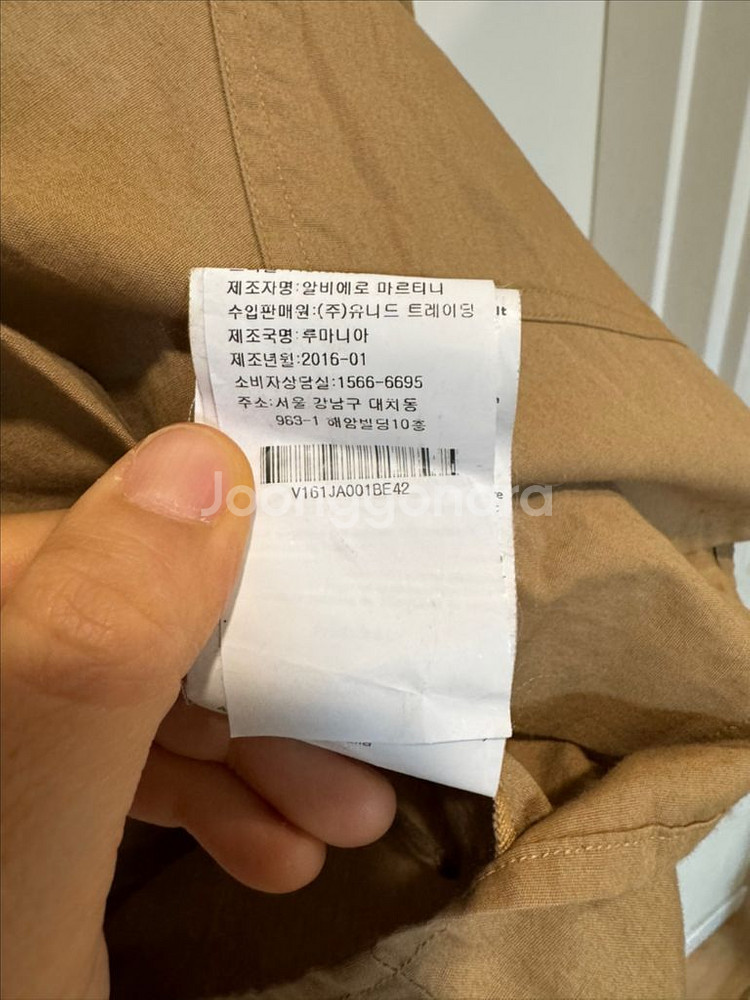 제조자명:알비에로 마르티니
수입판매원:(주)유니드 트레이딩
제조국명:루마니아
제조년월:2016-01
소비자상담실:1566-6695
주소:서울 강남구 대치동
963-1 해암빌딩10층
V161JA001BE42
Joonggonara
lt